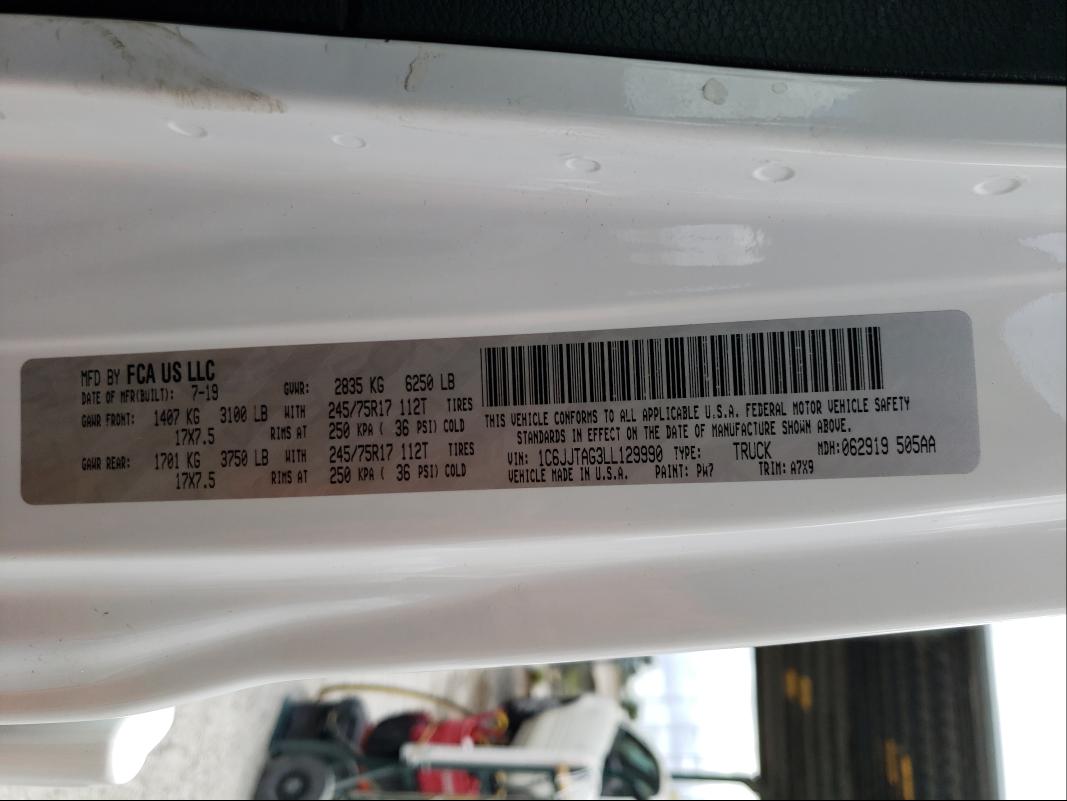 MFD BY FCA US LLC
DATE OF MFR(BUILT): 7-19 GVWR: 2835 KG 6250 LB
GAWR FRONT: 1407 KG 3100 LB WITH 245/75R17 112T TIRES
17X7.5 RIMS AT 250 KPA ( 36 PSI) COLD
GAWR REAR: 1701 KG 3750 LB WITH 245/75R17 112T TIRES
17X7.5 RIMS AT 250 KPA ( 36 PSI) COLD
THIS VEHICLE CONFORMS TO ALL APPLICABLE U.S.A. FEDERAL MOTOR VEHICLE SAFETY
STANDARDS IN EFFECT ON THE DATE OF MANUFACTURE SHOWN ABOVE.
VIN: 1C6JJTAG3LL129990 TYPE: TRUCK MDH:062919 505AA
VEHICLE MADE IN U.S.A. PAINT: PW7 TRIM: A7X9